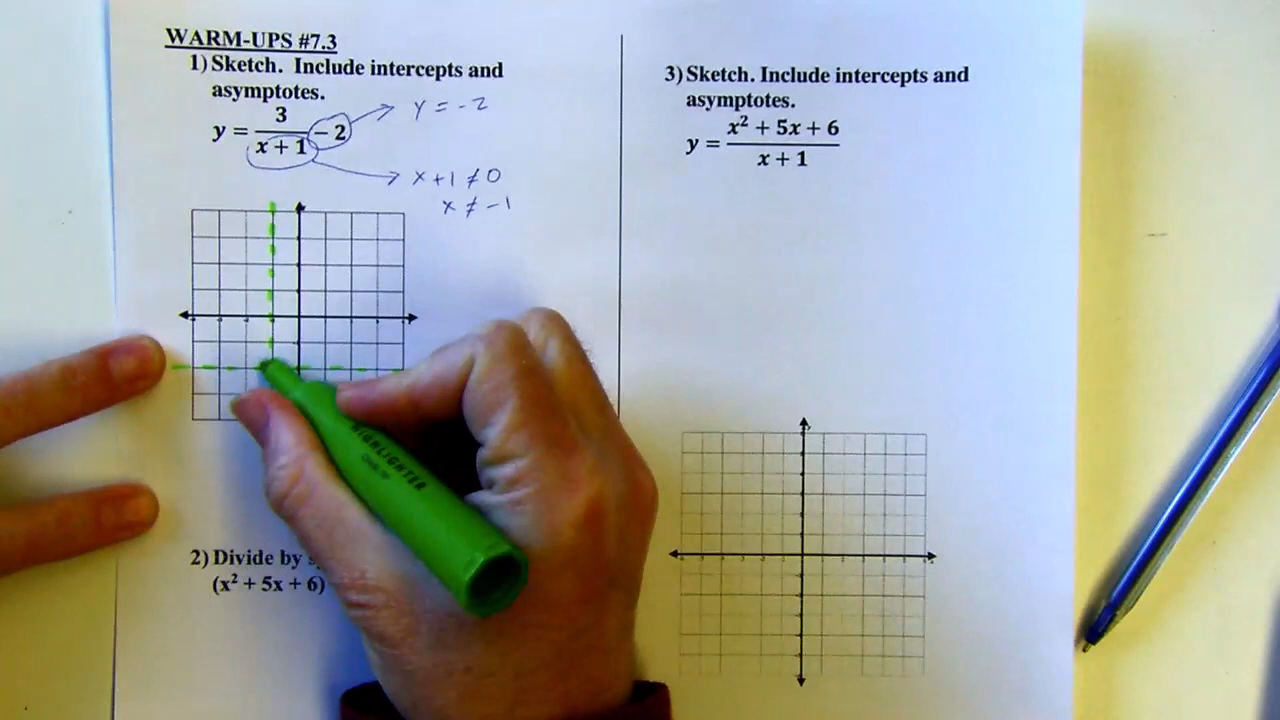 WARM-UPS #7.3
1) Sketch. Include intercepts and
asymptotes.
y = 3/(x + 1) − 2
y = -2
x + 1 ≠ 0
x ≠ -1
2) Divide by
(x² + 5x + 6)
3) Sketch. Include intercepts and
asymptotes.
y = (x² + 5x + 6)/(x + 1)
HIGHLIGHTER